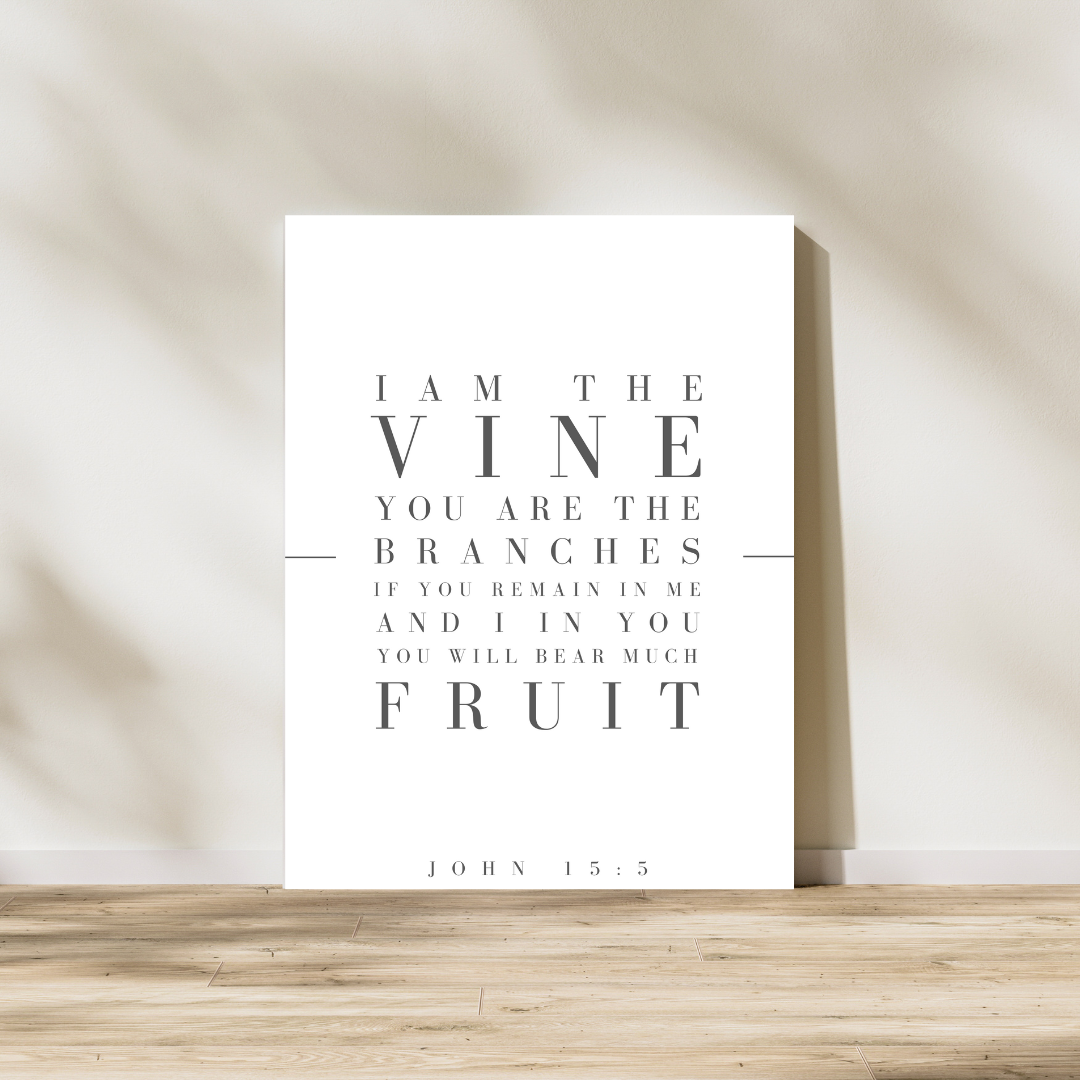 I AM THE
VINE
YOU ARE THE
BRANCHES
IF YOU REMAIN IN ME
AND I IN YOU
YOU WILL BEAR MUCH
FRUIT
JOHN 15:5